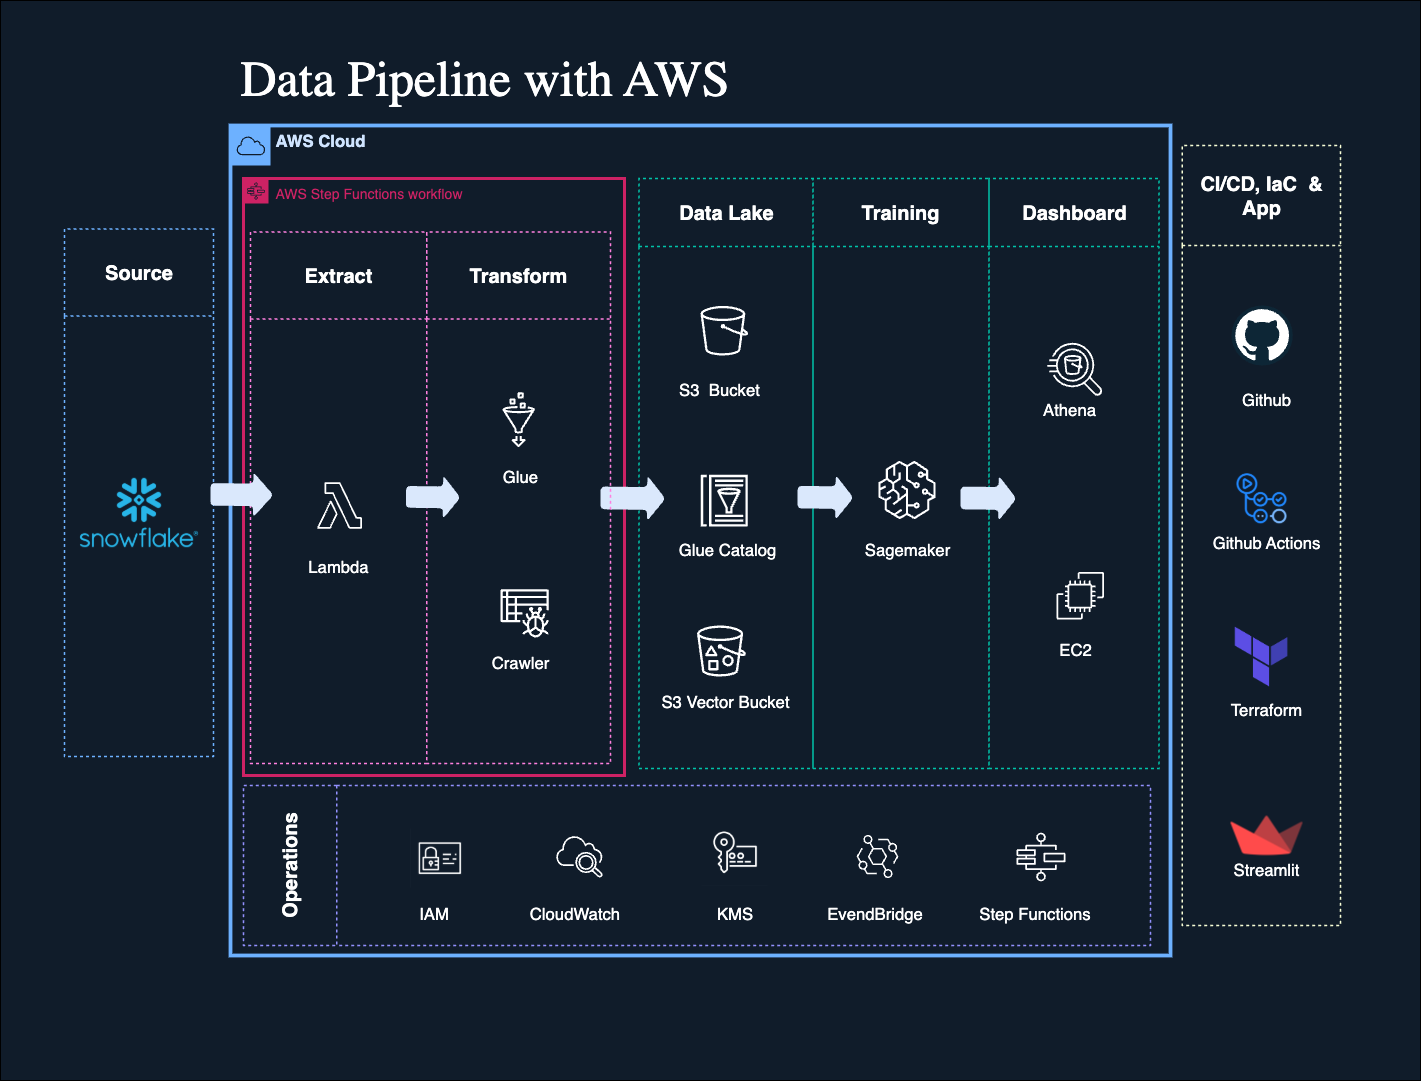 Data Pipeline with AWS
AWS Cloud
AWS Step Functions workflow
Source
snowflake®
Extract
Lambda
Transform
Glue
Crawler
Data Lake
S3  Bucket
Glue Catalog
S3 Vector Bucket
Training
Sagemaker
Dashboard
Athena
EC2
Operations
IAM
CloudWatch
KMS
EvendBridge
Step Functions
CI/CD, IaC  &
App
Github
Github Actions
Terraform
Streamlit